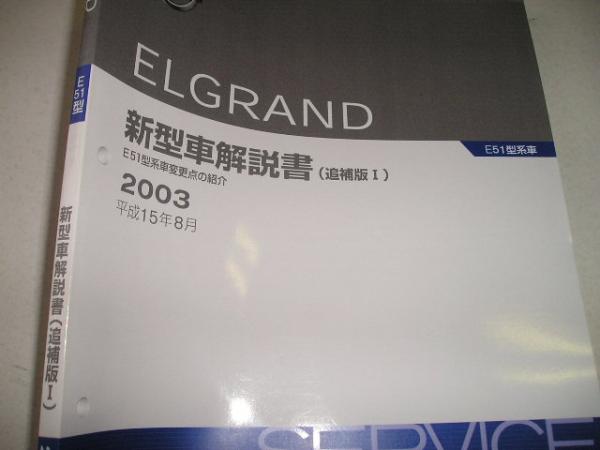 ELGRAND
新型車解説書(追補版Ⅰ)
E51型系車変更点の紹介
2003
平成15年8月
E51型系車
E51型
新型車解説書(追補版Ⅰ)
SERVICE